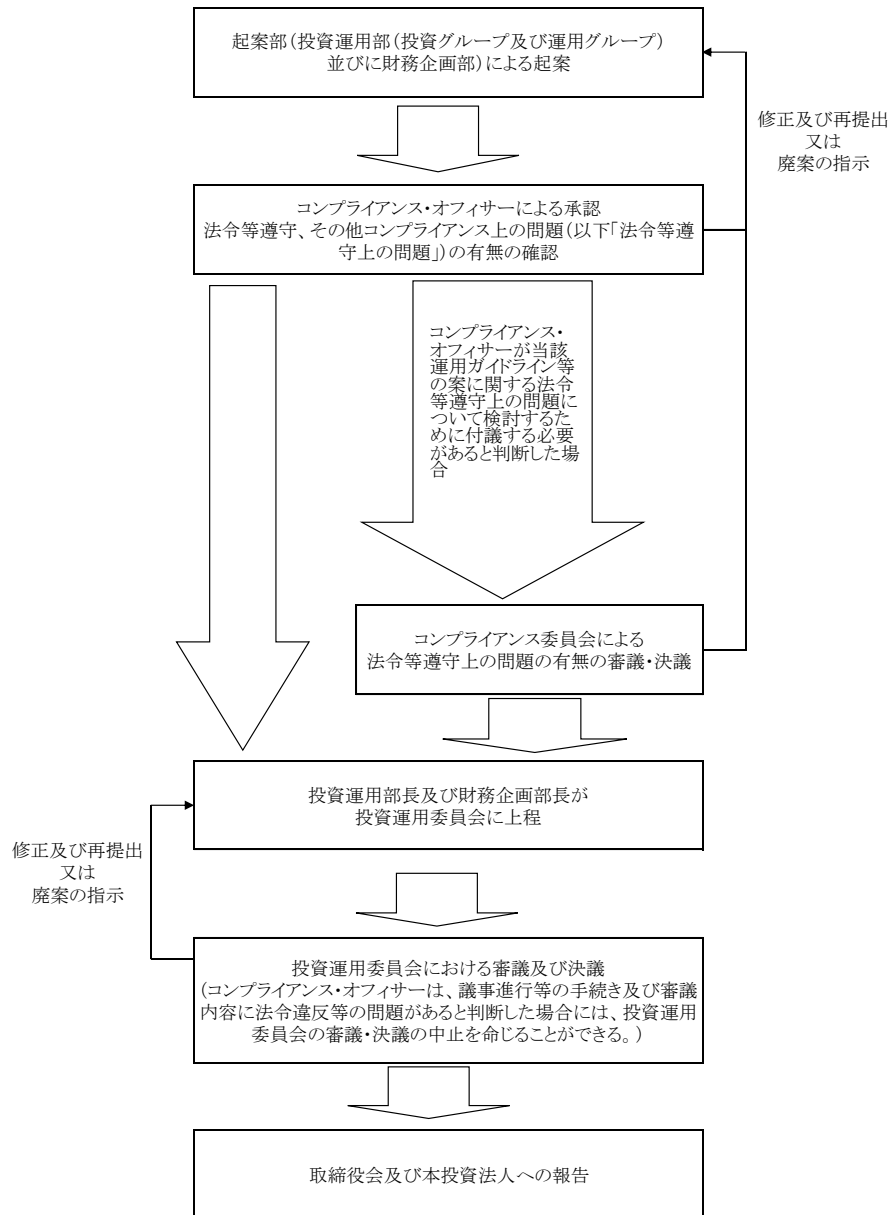 起案部(投資運用部(投資グループ及び運用グループ)
並びに財務企画部)による起案
修正及び再提出
又は
廃案の指示
コンプライアンス・オフィサーによる承認
法令等遵守、その他コンプライアンス上の問題(以下「法令等遵
守上の問題」)の有無の確認
コンプライアンス・
オフィサーが当該
運用ガイドライン等
の案に関する法令
等遵守上の問題に
ついて検討するた
めに付議する必要
があると判断した場
合
コンプライアンス委員会による
法令等遵守上の問題の有無の審議・決議
投資運用部長及び財務企画部長が
投資運用委員会に上程
修正及び再提出
又は
廃案の指示
投資運用委員会における審議及び決議
(コンプライアンス・オフィサーは、議事進行等の手続き及び審議
内容に法令違反等の問題があると判断した場合には、投資運用
委員会の審議・決議の中止を命じることができる。)
取締役会及び本投資法人への報告